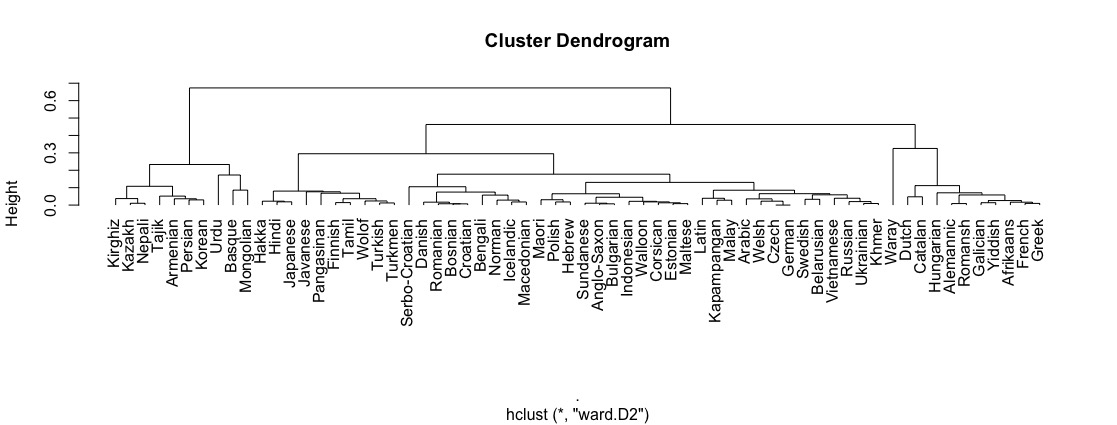 Cluster Dendrogram
Height
0.0
0.3
0.6
Kirghiz
Kazakh
Nepali
Tajik
Armenian
Persian
Korean
Urdu
Basque
Mongolian
Hakka
Hindi
Japanese
Javanese
Pangasinan
Finnish
Tamil
Wolof
Turkish
Turkmen
Serbo-Croatian
Danish
Romanian
Bosnian
Croatian
Bengali
Norman
Icelandic
Macedonian
Maori
Polish
Hebrew
Sundanese
Anglo-Saxon
Bulgarian
Indonesian
Walloon
Corsican
Estonian
Maltese
Latin
Kapampangan
Malay
Arabic
Welsh
Czech
German
Swedish
Belarusian
Vietnamese
Russian
Ukrainian
Khmer
Waray
Dutch
Catalan
Hungarian
Alemannic
Romansh
Galician
Yiddish
Afrikaans
French
Greek
.
hclust (*, "ward.D2")